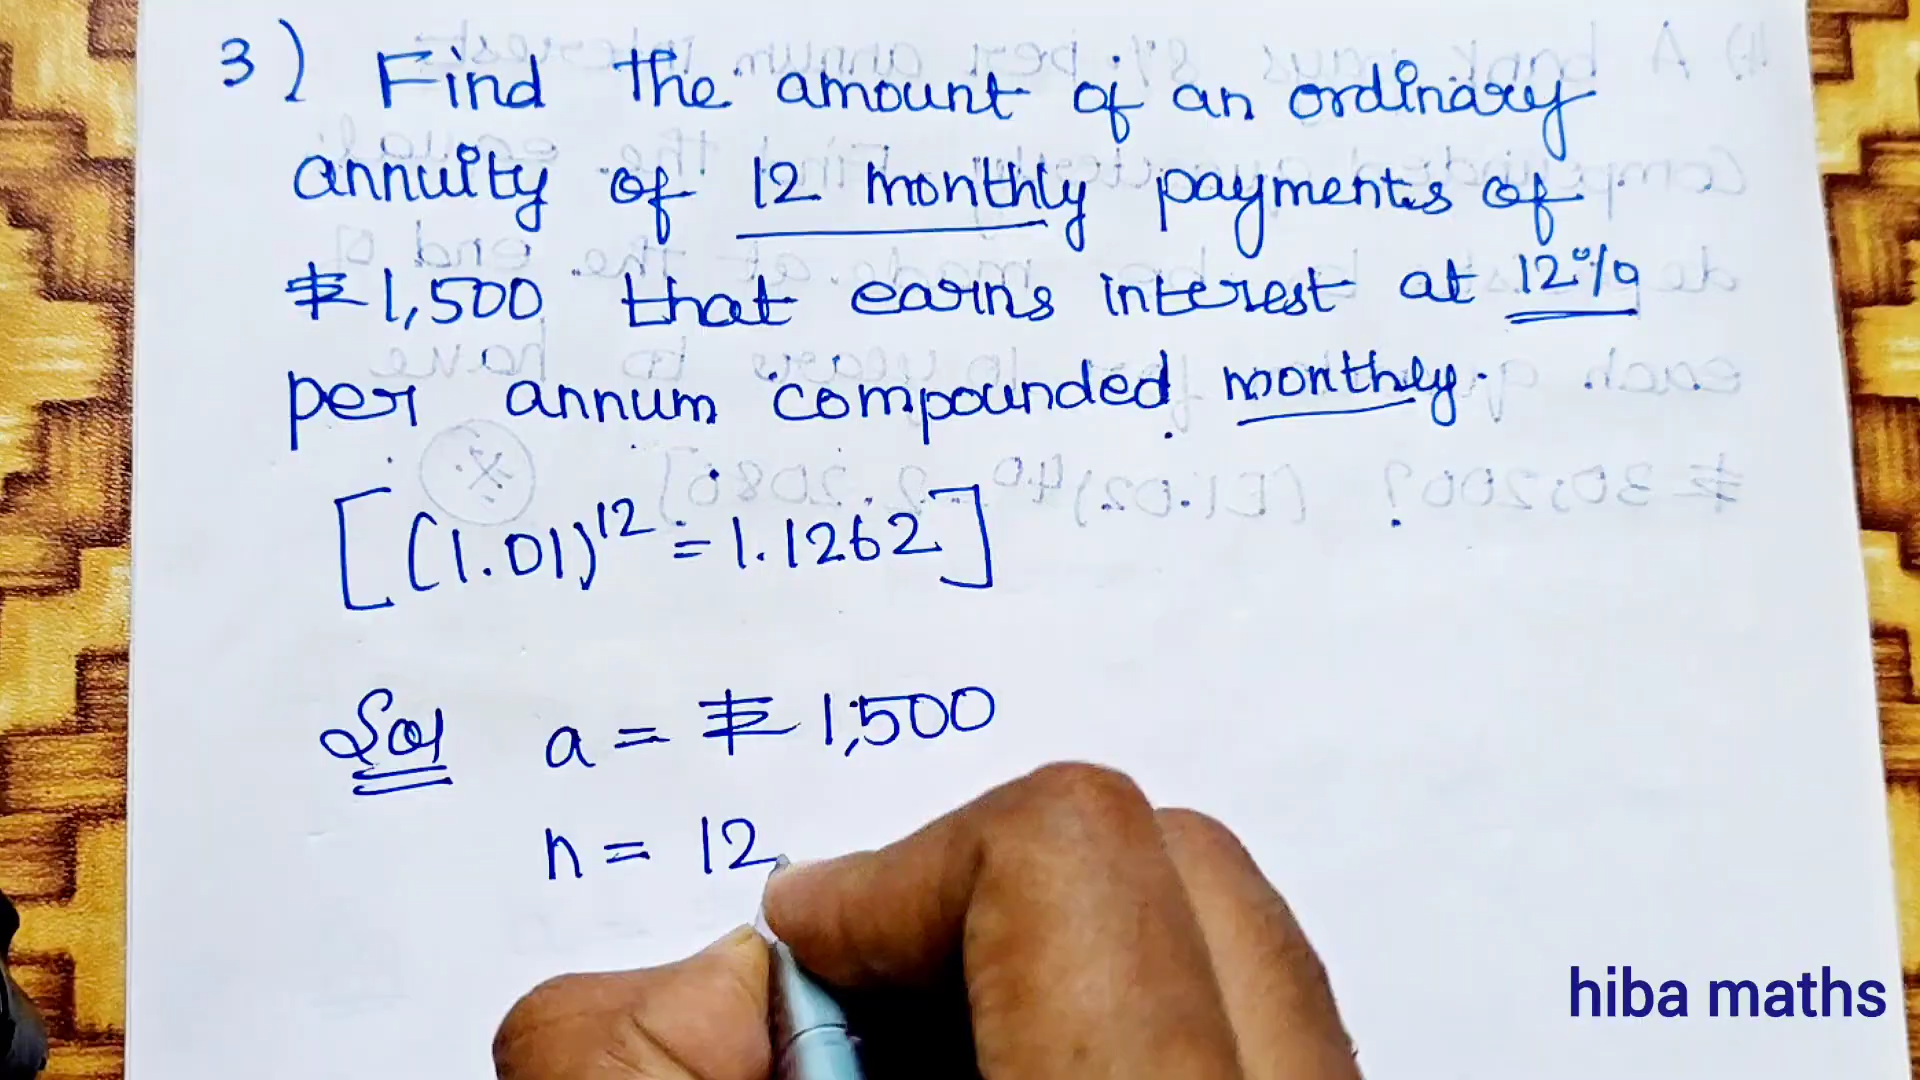 3) Find the amount of an ordinary
annuity of 12 monthly payments of
₹1,500 that earns interest at 12%
per annum compounded monthly.
[(1.01)¹² = 1.1262]
Sol a = ₹ 1,500
n = 12
hiba maths